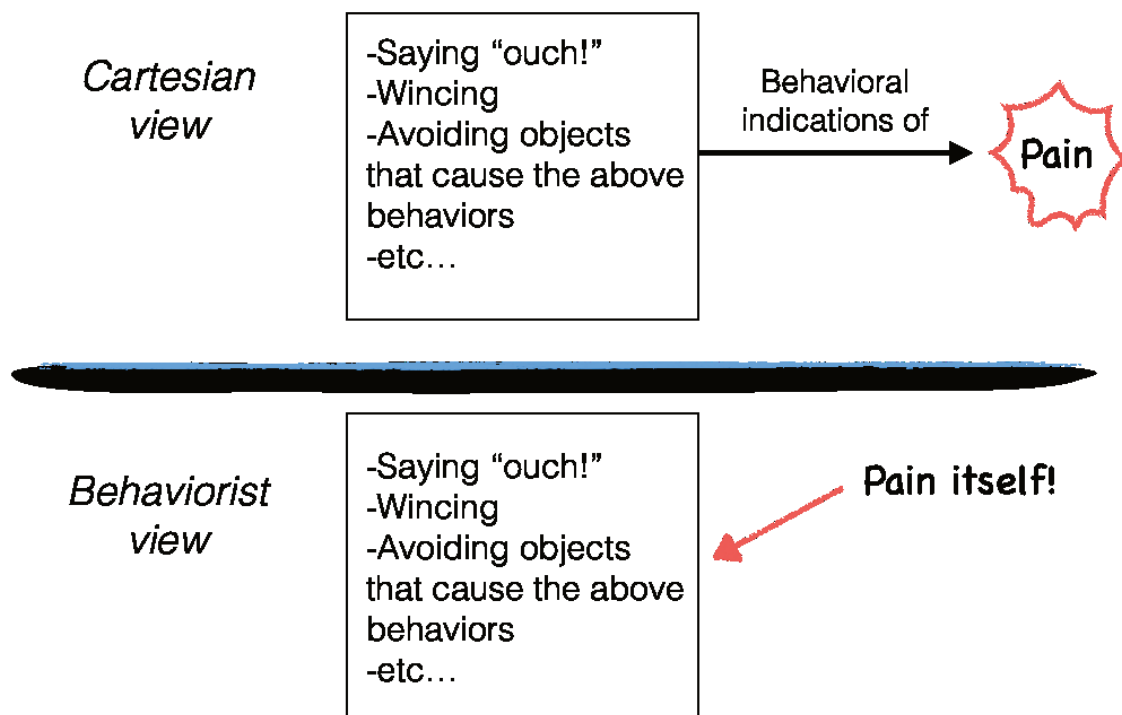 Cartesian
view
-Saying “ouch!”
-Wincing
-Avoiding objects
that cause the above
behaviors
-etc…
Behavioral
indications of
Pain
Behaviorist
view
-Saying “ouch!”
-Wincing
-Avoiding objects
that cause the above
behaviors
-etc…
Pain itself!